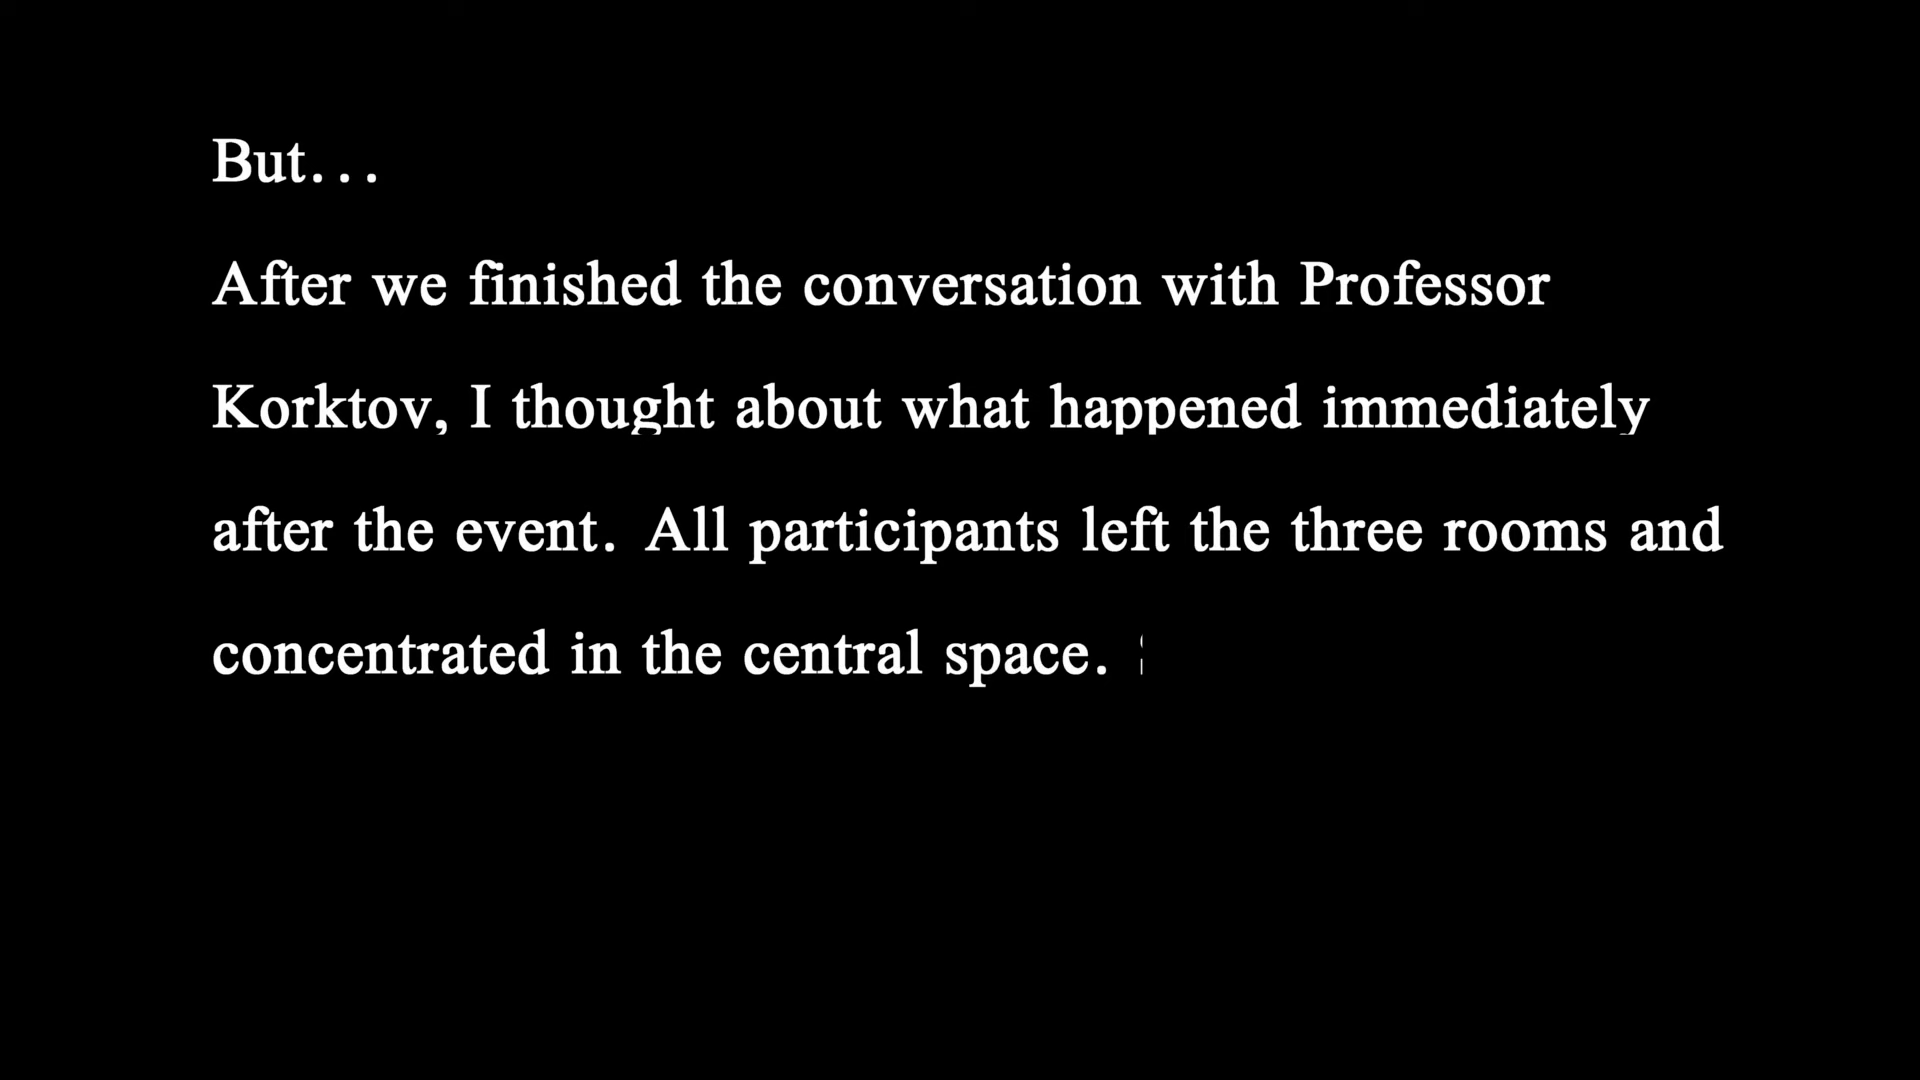 But...
After we finished the conversation with Professor
Korktov, I thought about what happened immediately
after the event. All participants left the three rooms and
concentrated in the central space.